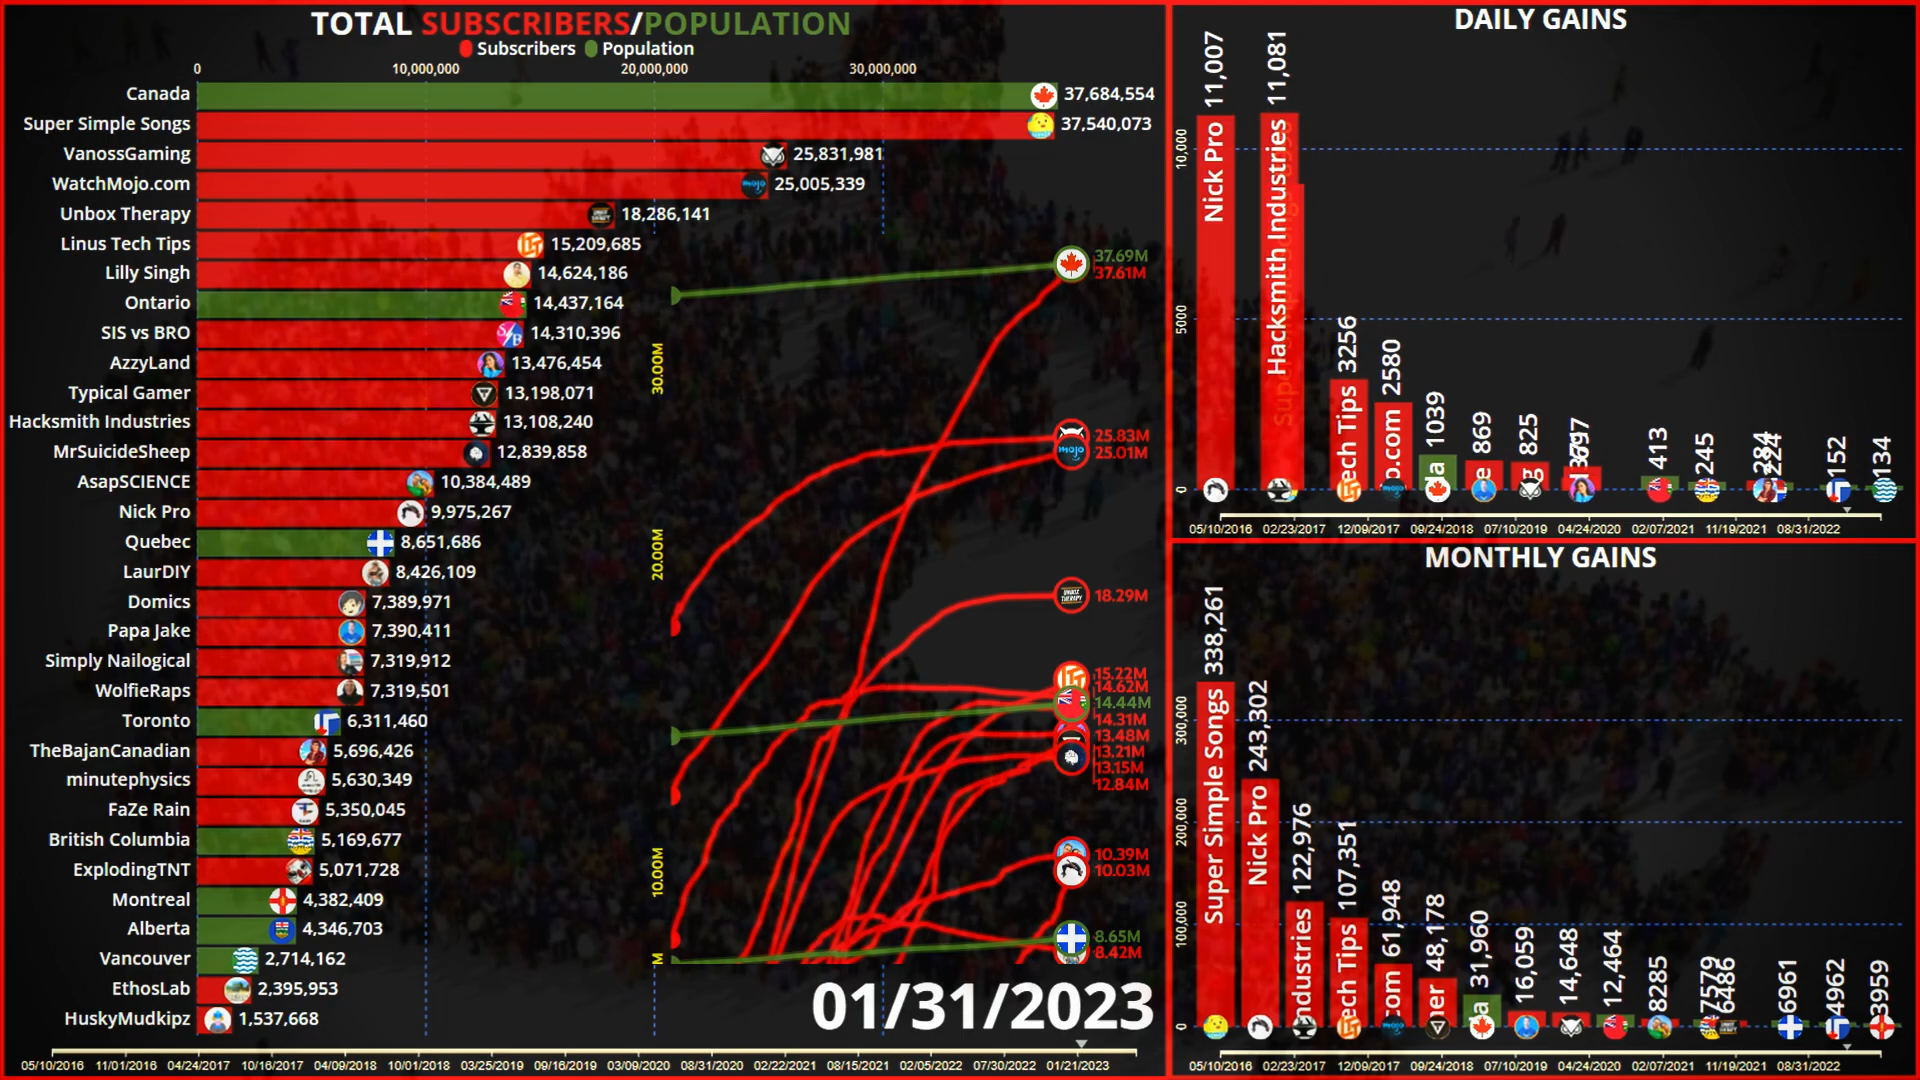 TOTAL SUBSCRIBERS/POPULATION
Subscribers Population
0 10,000,000 20,000,000 30,000,000
Canada 37,684,554
Super Simple Songs 37,540,073
VanossGaming 25,831,981
WatchMojo.com mojo 25,005,339
Unbox Therapy 18,286,141
Linus Tech Tips 15,209,685
Lilly Singh 14,624,186
Ontario 14,437,164
SIS vs BRO S/B 14,310,396
AzzyLand 13,476,454
Typical Gamer 13,198,071
Hacksmith Industries 13,108,240
MrSuicideSheep 12,839,858
AsapSCIENCE 10,384,489
Nick Pro 9,975,267
Quebec 8,651,686
LaurDIY 8,426,109
Domics 7,389,971
Papa Jake 7,390,411
Simply Nailogical 7,319,912
WolfieRaps 7,319,501
Toronto 6,311,460
TheBajanCanadian 5,696,426
minutephysics 5,630,349
FaZe Rain 5,350,045
British Columbia 5,169,677
ExplodingTNT 5,071,728
Montreal 4,382,409
Alberta 4,346,703
Vancouver 2,714,162
EthosLab 2,395,953
HuskyMudkipz 1,537,668
30.00M
20.00M
10.00M
M
37.69M
37.61M
25.83M
mojo 25.01M
UNBOX THERAPY 18.29M
15.22M
14.62M
14.44M
14.31M
13.48M
13.21M
13.15M
12.84M
10.39M
10.03M
8.65M
8.42M
01/31/2023
05/10/2016 11/01/2016 04/24/2017 10/16/2017 04/09/2018 10/01/2018 03/25/2019 09/16/2019 03/09/2020 08/31/2020 02/22/2021 08/15/2021 02/05/2022 07/30/2022 01/21/2023
DAILY GAINS
10,000
5000
0
Nick Pro 11,007
Hacksmith Industries 11,081
Super Simple Songs
ech Tips 3256
o.com 2580
a 1039
e 869
g 825
413
245
224
152
134
05/10/2016 02/23/2017 12/09/2017 09/24/2018 07/10/2019 04/24/2020 02/07/2021 11/19/2021 08/31/2022
MONTHLY GAINS
300,000
200,000
100,000
0
Super Simple Songs 338,261
Nick Pro 243,302
ndustries 122,976
ech Tips 107,351
com 61,948
ner 48,178
a 31,960
16,059
14,648
12,464
8285
7579
6486
6961
4962
3959
05/10/2016 02/23/2017 12/09/2017 09/24/2018 07/10/2019 04/24/2020 02/07/2021 11/19/2021 08/31/2022